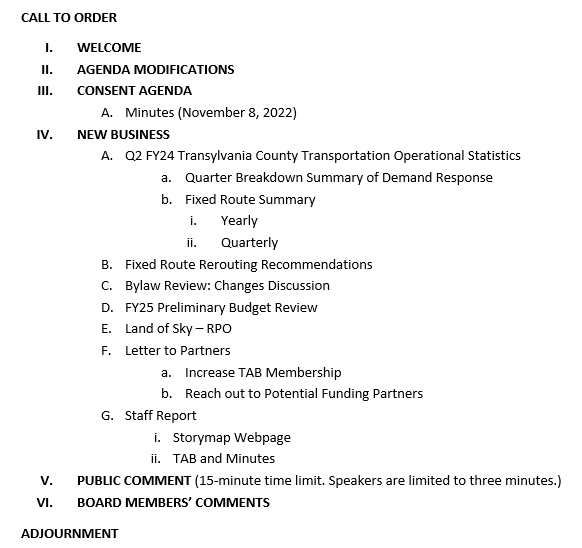 CALL TO ORDER
I. WELCOME
II. AGENDA MODIFICATIONS
III. CONSENT AGENDA
A. Minutes (November 8, 2022)
IV. NEW BUSINESS
A. Q2 FY24 Transylvania County Transportation Operational Statistics
a. Quarter Breakdown Summary of Demand Response
b. Fixed Route Summary
i. Yearly
ii. Quarterly
B. Fixed Route Rerouting Recommendations
C. Bylaw Review: Changes Discussion
D. FY25 Preliminary Budget Review
E. Land of Sky – RPO
F. Letter to Partners
a. Increase TAB Membership
b. Reach out to Potential Funding Partners
G. Staff Report
i. Storymap Webpage
ii. TAB and Minutes
V. PUBLIC COMMENT (15-minute time limit. Speakers are limited to three minutes.)
VI. BOARD MEMBERS’ COMMENTS
ADJOURNMENT